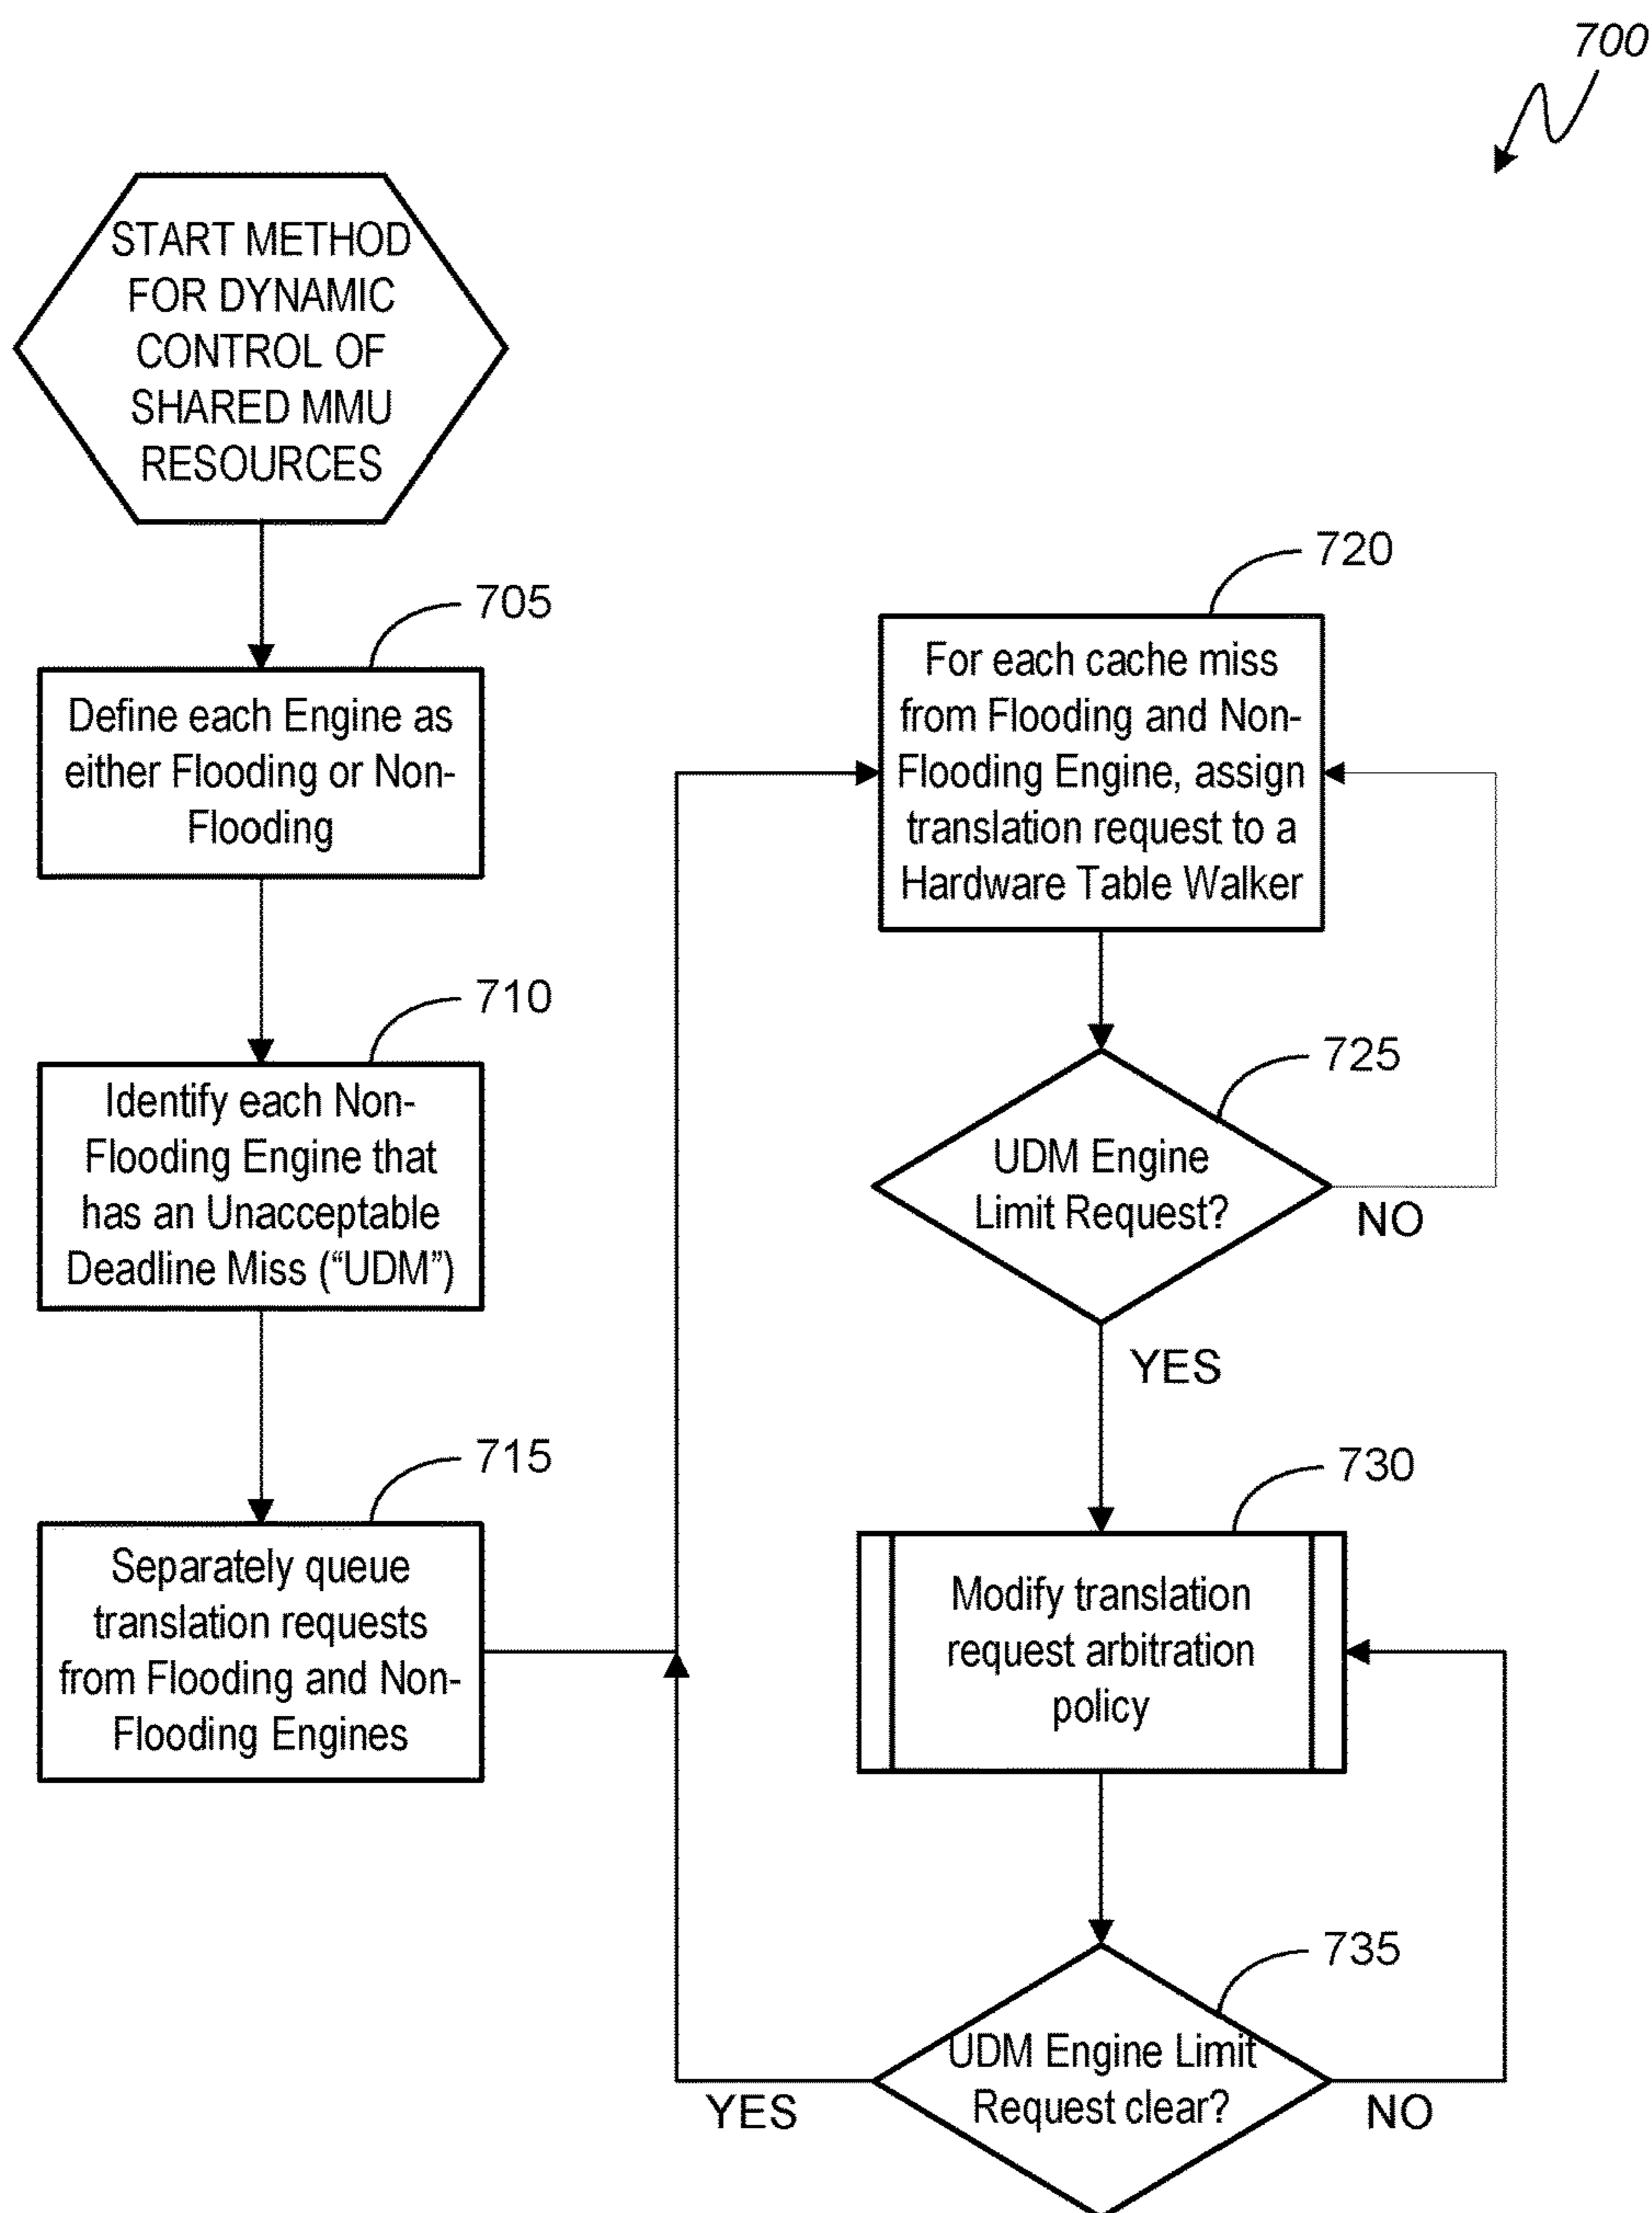 700
START METHOD
FOR DYNAMIC
CONTROL OF
SHARED MMU
RESOURCES
705
Define each Engine as
either Flooding or Non-
Flooding
710
Identify each Non-
Flooding Engine that
has an Unacceptable
Deadline Miss (“UDM”)
715
Separately queue
translation requests
from Flooding and Non-
Flooding Engines
720
For each cache miss
from Flooding and Non-
Flooding Engine, assign
translation request to a
Hardware Table Walker
725
UDM Engine
Limit Request?
NO
YES
730
Modify translation
request arbitration
policy
735
UDM Engine Limit
Request clear?
YES
NO